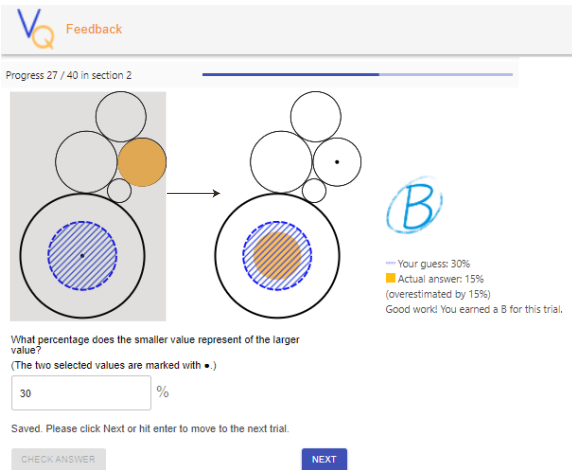 VQ Feedback
Progress 27 / 40 in section 2
B
Your guess: 30%
Actual answer: 15%
(overestimated by 15%)
Good work! You earned a B for this trial.
What percentage does the smaller value represent of the larger
value?
(The two selected values are marked with •.)
30 %
Saved. Please click Next or hit enter to move to the next trial.
CHECK ANSWER NEXT